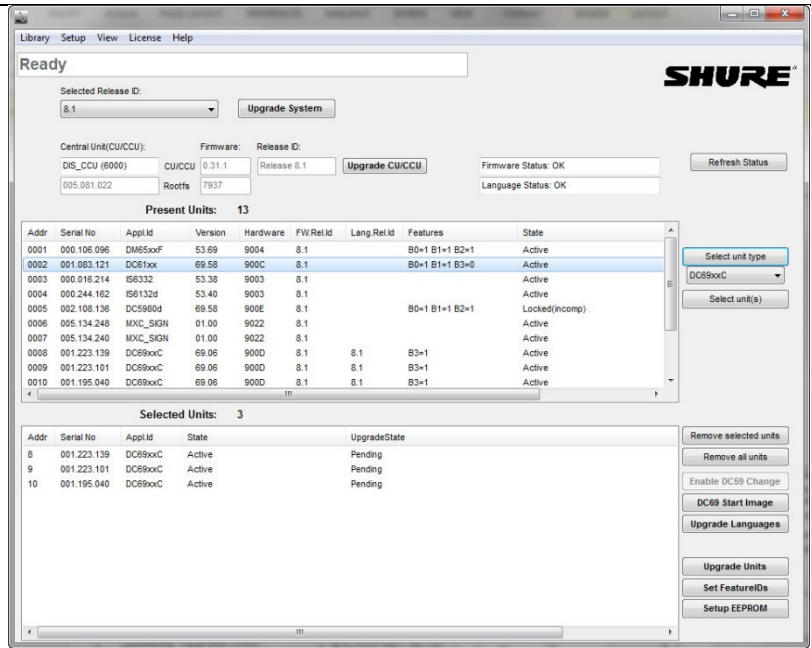 Library Setup View License Help
Ready
SHURE
Selected Release ID:
8.1 Upgrade System
Central Unit(CU/CCU): Firmware: Release ID:
DIS_CCU (6000) CU/CCU 0.31.1 Release 8.1 Upgrade CU/CCU Firmware Status: OK Refresh Status
005.081.022 Rootfs 7937 Language Status: OK
Present Units: 13
Addr Serial No Appl.Id Version Hardware FW.Rel.Id Lang.Rel.Id Features State
0001 000.106.096 DM65xxF 53.69 9004 8.1 B0=1 B1=1 B2=1 Active
0002 001.083.121 DC61xx 69.58 900C 8.1 B0=1 B1=1 B3=0 Active
0003 000.016.214 IS6332 53.38 9003 8.1 Active
0004 000.244.162 IS6132d 53.40 9003 8.1 Active
0005 002.108.136 DC5980d 69.58 900E 8.1 B0=1 B1=1 B2=1 Locked(incomp)
0006 005.134.248 MXC_SIGN 01.00 9022 8.1 Active
0007 005.134.240 MXC_SIGN 01.00 9022 8.1 Active
0008 001.223.139 DC69xxC 69.06 900D 8.1 8.1 B3=1 Active
0009 001.223.101 DC69xxC 69.06 900D 8.1 8.1 B3=1 Active
0010 001.195.040 DC69xxC 69.06 900D 8.1 8.1 B3=1 Active
Select unit type
DC69xxC
Select unit(s)
Selected Units: 3
Addr Serial No Appl.Id State UpgradeState
8 001.223.139 DC69xxC Active Pending
9 001.223.101 DC69xxC Active Pending
10 001.195.040 DC69xxC Active Pending
Remove selected units
Remove all units
Enable DC59 Change
DC69 Start Image
Upgrade Languages
Upgrade Units
Set FeatureIDs
Setup EEPROM